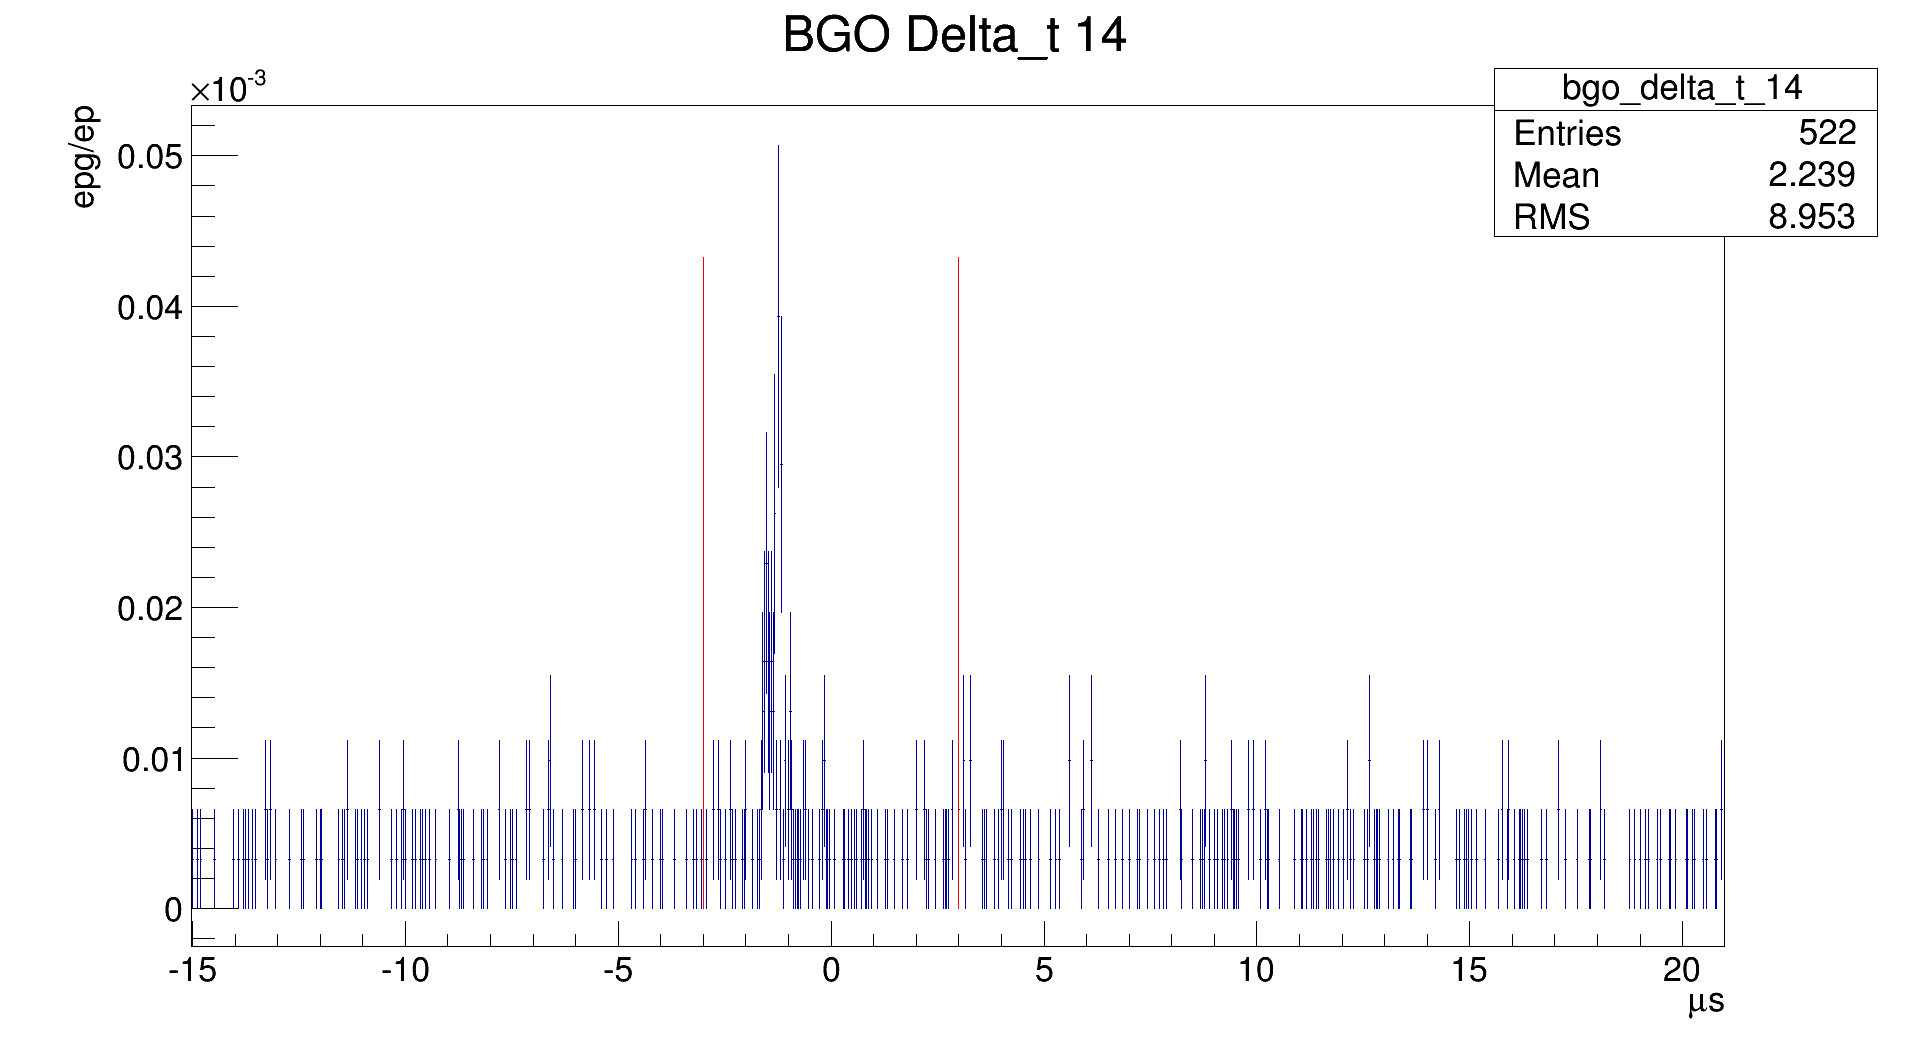 BGO Delta_t 14
×10-3
epg/ep
bgo_delta_t_14
Entries 522
Mean 2.239
RMS 8.953
0.05
0.04
0.03
0.02
0.01
0
-15 -10 -5 0 5 10 15 20
μs